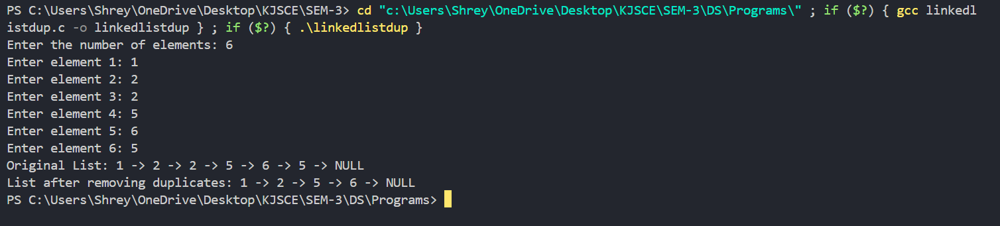 PS C:\Users\Shrey\OneDrive\Desktop\KJSCE\SEM-3> cd "c:\Users\Shrey\OneDrive\Desktop\KJSCE\SEM-3\DS\Programs\" ; if ($?) { gcc linkedl
istdup.c -o linkedlistdup } ; if ($?) { .\linkedlistdup }
Enter the number of elements: 6
Enter element 1: 1
Enter element 2: 2
Enter element 3: 2
Enter element 4: 5
Enter element 5: 6
Enter element 6: 5
Original List: 1 -> 2 -> 2 -> 5 -> 6 -> 5 -> NULL
List after removing duplicates: 1 -> 2 -> 5 -> 6 -> NULL
PS C:\Users\Shrey\OneDrive\Desktop\KJSCE\SEM-3\DS\Programs>